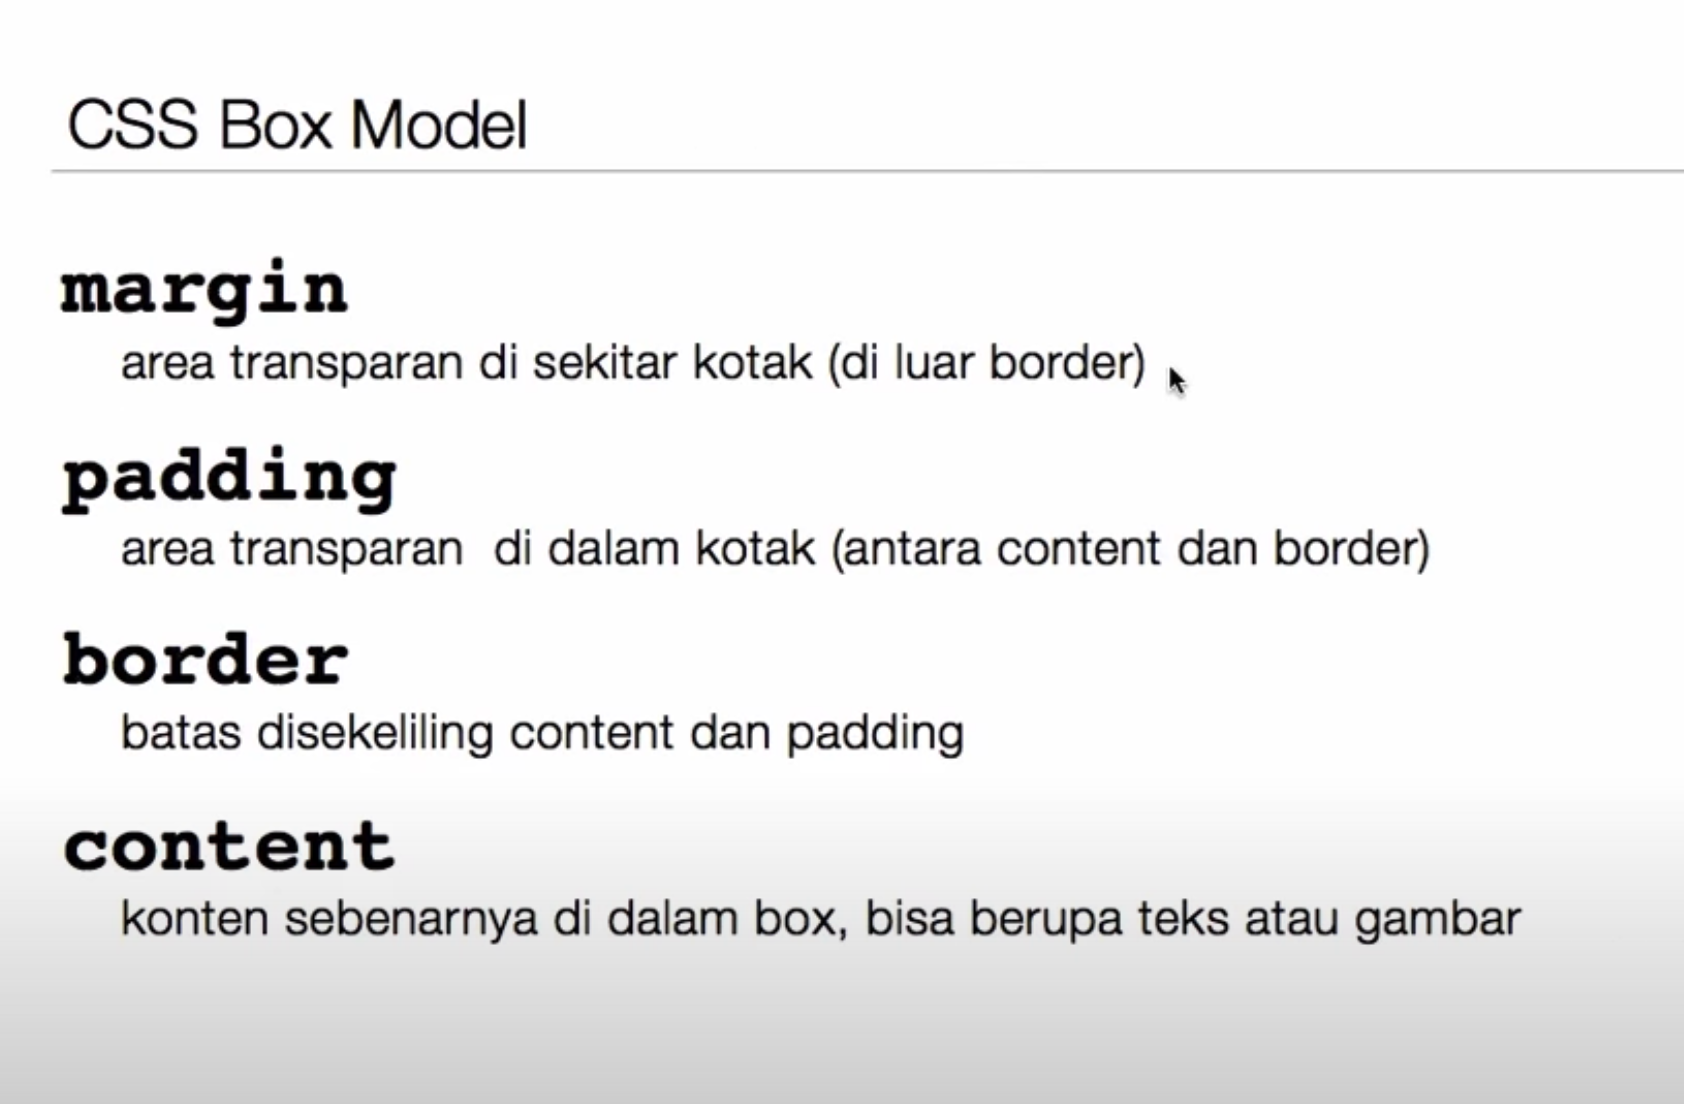 CSS Box Model
margin
area transparan di sekitar kotak (di luar border)
padding
area transparan di dalam kotak (antara content dan border)
border
batas disekeliling content dan padding
content
konten sebenarnya di dalam box, bisa berupa teks atau gambar